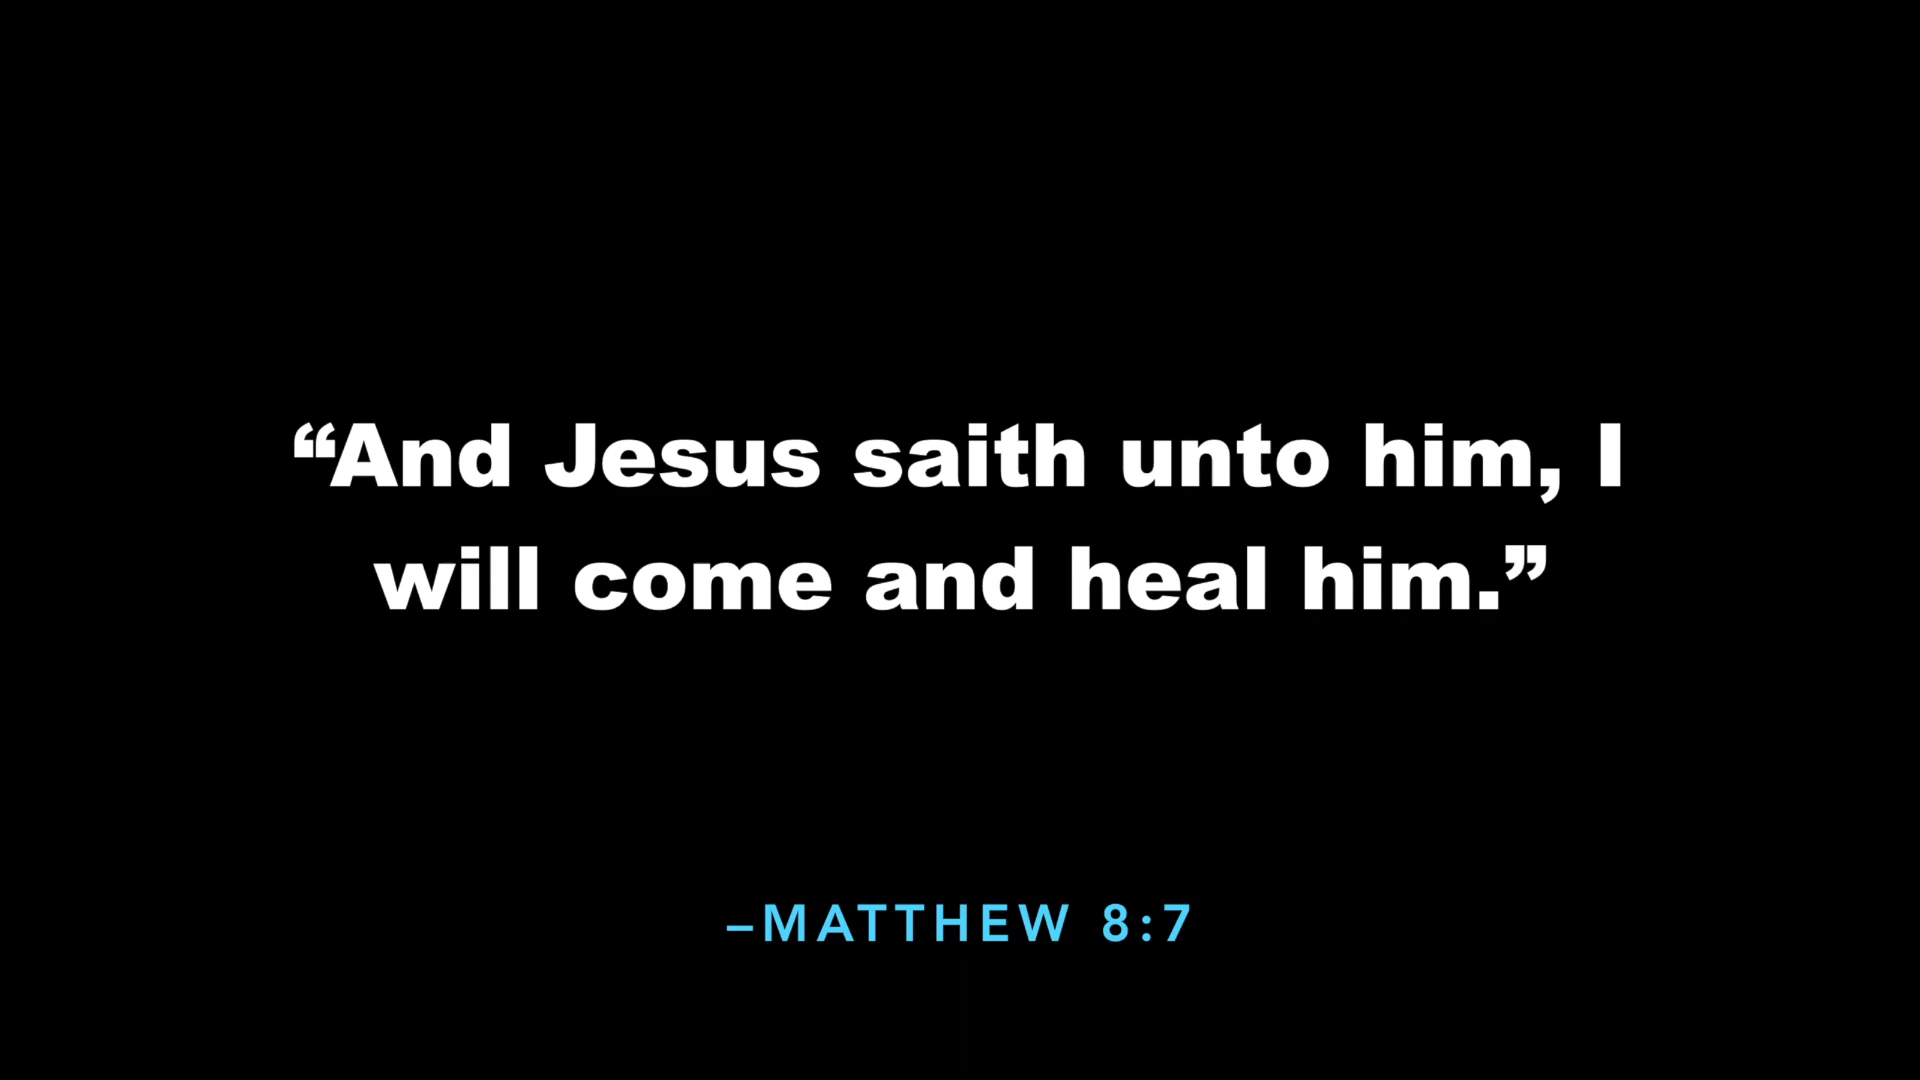 “And Jesus saith unto him, I
will come and heal him.”
–MATTHEW 8:7